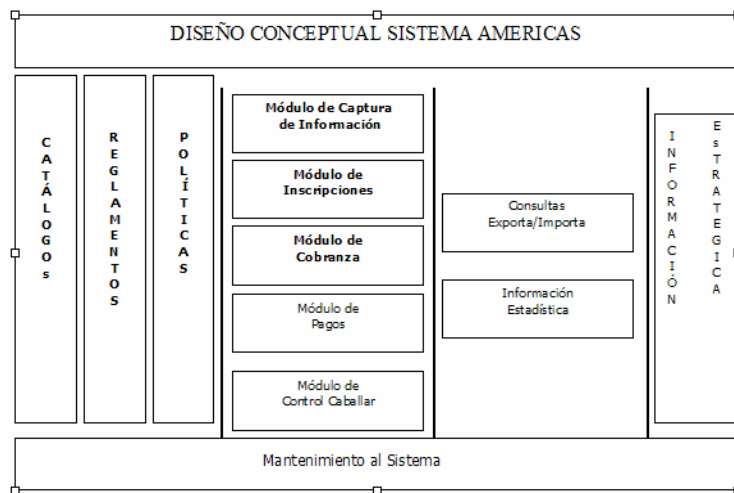 DISEÑO CONCEPTUAL SISTEMA AMERICAS
CATÁLOGOs
REGLAMENTOS
POLÍTICAS
Módulo de Captura
de Información
Módulo de
Inscripciones
Módulo de
Cobranza
Módulo de
Pagos
Módulo de
Control Caballar
Consultas
Exporta/Importa
Información
Estadística
INFORMACIÓN
EsTRATEGICA
Mantenimiento al Sistema